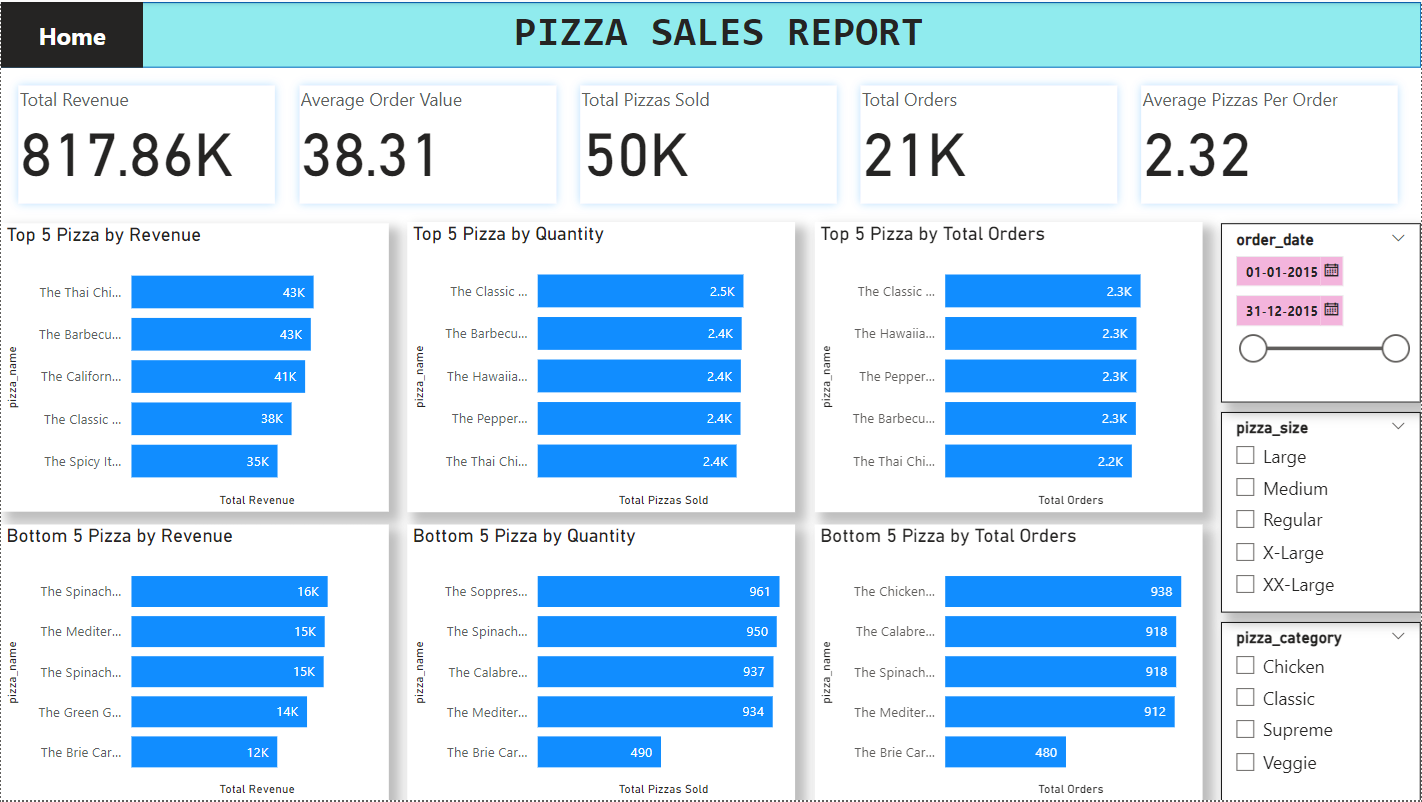 Home
PIZZA SALES REPORT
Total Revenue
817.86K
Average Order Value
38.31
Total Pizzas Sold
50K
Total Orders
21K
Average Pizzas Per Order
2.32
Top 5 Pizza by Revenue
pizza_name
The Thai Chi... 43K
The Barbecu... 43K
The Californ... 41K
The Classic ... 38K
The Spicy It... 35K
Total Revenue
Top 5 Pizza by Quantity
pizza_name
The Classic ... 2.5K
The Barbecu... 2.4K
The Hawaiia... 2.4K
The Pepper... 2.4K
The Thai Chi... 2.4K
Total Pizzas Sold
Top 5 Pizza by Total Orders
pizza_name
The Classic ... 2.3K
The Hawaiia... 2.3K
The Pepper... 2.3K
The Barbecu... 2.3K
The Thai Chi... 2.2K
Total Orders
order_date
01-01-2015
31-12-2015
pizza_size
Large
Medium
Regular
X-Large
XX-Large
Bottom 5 Pizza by Revenue
pizza_name
The Spinach... 16K
The Mediter... 15K
The Spinach... 15K
The Green G... 14K
The Brie Car... 12K
Total Revenue
Bottom 5 Pizza by Quantity
pizza_name
The Soppres... 961
The Spinach... 950
The Calabre... 937
The Mediter... 934
The Brie Car... 490
Total Pizzas Sold
Bottom 5 Pizza by Total Orders
pizza_name
The Chicken... 938
The Calabre... 918
The Spinach... 918
The Mediter... 912
The Brie Car... 480
Total Orders
pizza_category
Chicken
Classic
Supreme
Veggie